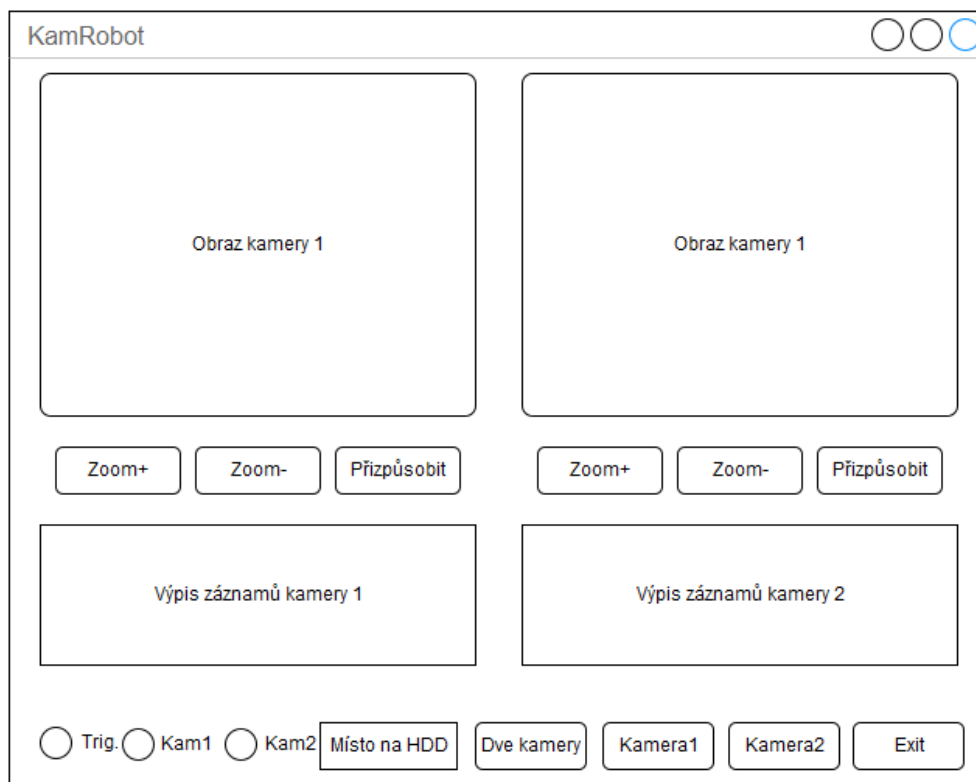 KamRobot
Obraz kamery 1 Obraz kamery 1
Zoom+ Zoom- Přizpůsobit Zoom+ Zoom- Přizpůsobit
Výpis záznamů kamery 1 Výpis záznamů kamery 2
Trig. Kam1 Kam2 Místo na HDD Dve kamery Kamera1 Kamera2 Exit